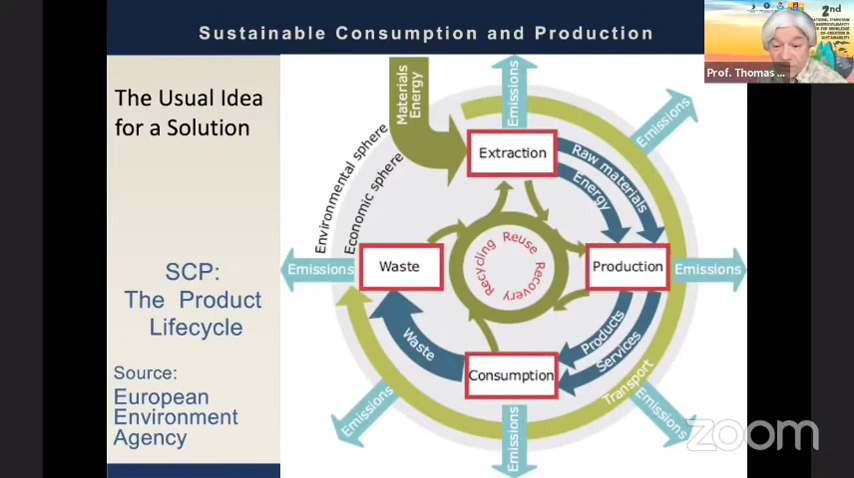 Sustainable Consumption and Production
2nd
Prof. Thomas ...
The Usual Idea
for a Solution
SCP:
The Product
Lifecycle
Source:
European
Environment
Agency
Materials
Energy
Environmental sphere
Economic sphere
Emissions
Emissions
Extraction
Raw materials
Energy
Waste
Recycling Reuse Recovery
Production
Emissions
Emissions
Products
Services
Waste
Consumption
Transport
Emissions
Emissions
Emissions
zoom